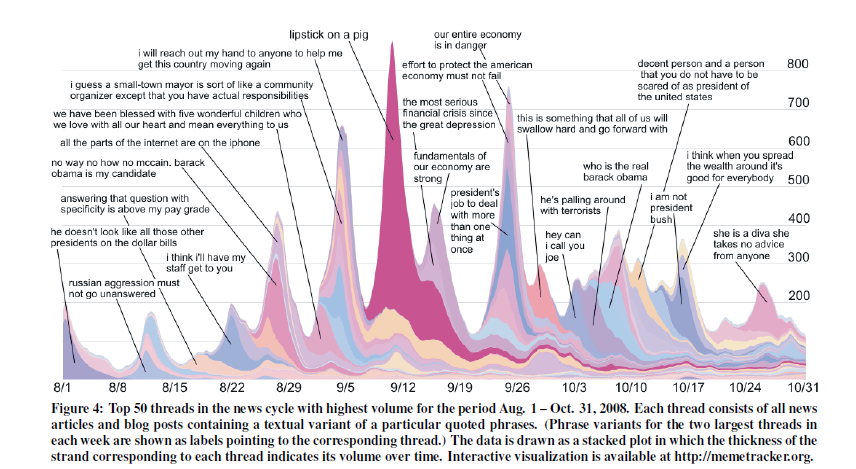 lipstick on a pig
our entire economy
is in danger
i will reach out my hand to anyone to help me
get this country moving again
effort to protect the american
economy must not fail
decent person and a person
that you do not have to be
scared of as president of
the united states
i guess a small-town mayor is sort of like a community
organizer except that you have actual responsibilities
the most serious
financial crisis since
the great depression
we have been blessed with five wonderful children who
we love with all our heart and mean everything to us
this is something that all of us will
swallow hard and go forward with
all the parts of the internet are on the iphone
fundamentals of
our economy are
strong
i think when you spread
the wealth around it's
good for everybody
no way no how no mccain. barack
obama is my candidate
who is the real
barack obama
answering that question with
specificity is above my pay grade
president's
job to deal
with more
than one
thing at
once
he's palling around
with terrorists
i am not
president
bush
he doesn't look like all those other
presidents on the dollar bills
hey can
i call you
joe
she is a diva she
takes no advice
from anyone
i think i'll have my
staff get to you
russian aggression must
not go unanswered
800
700
600
500
400
300
200
8/1 8/8 8/15 8/22 8/29 9/5 9/12 9/19 9/26 10/3 10/10 10/17 10/24 10/31
Figure 4: Top 50 threads in the news cycle with highest volume for the period Aug. 1 – Oct. 31, 2008. Each thread consists of all news
articles and blog posts containing a textual variant of a particular quoted phrases. (Phrase variants for the two largest threads in
each week are shown as labels pointing to the corresponding thread.) The data is drawn as a stacked plot in which the thickness of the
strand corresponding to each thread indicates its volume over time. Interactive visualization is available at http://memetracker.org.